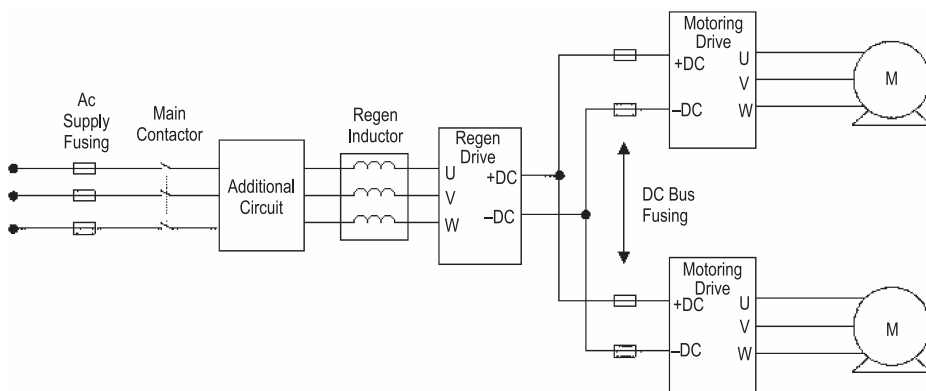 Ac
Supply
Fusing
Main
Contactor
Additional
Circuit
Regen
Inductor
Regen
Drive
U
V
W
+DC
–DC
Motoring
Drive
+DC
–DC
U
V
W
M
DC Bus
Fusing
Motoring
Drive
+DC
–DC
U
V
W
M